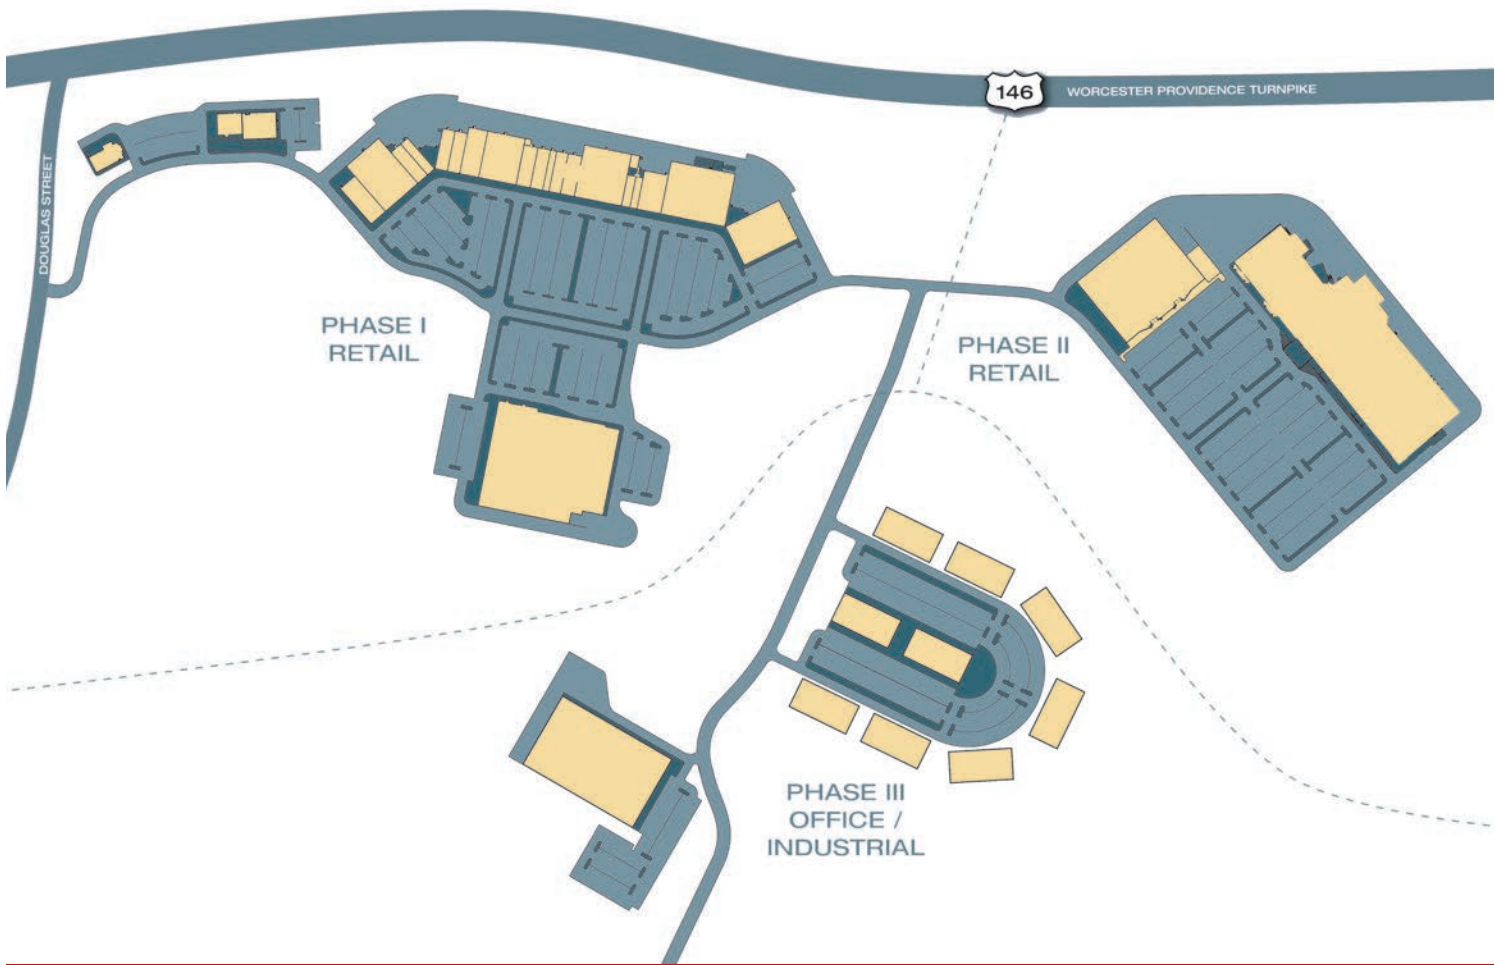 146
WORCESTER PROVIDENCE TURNPIKE
DOUGLAS STREET
PHASE I
RETAIL
PHASE II
RETAIL
PHASE III
OFFICE /
INDUSTRIAL